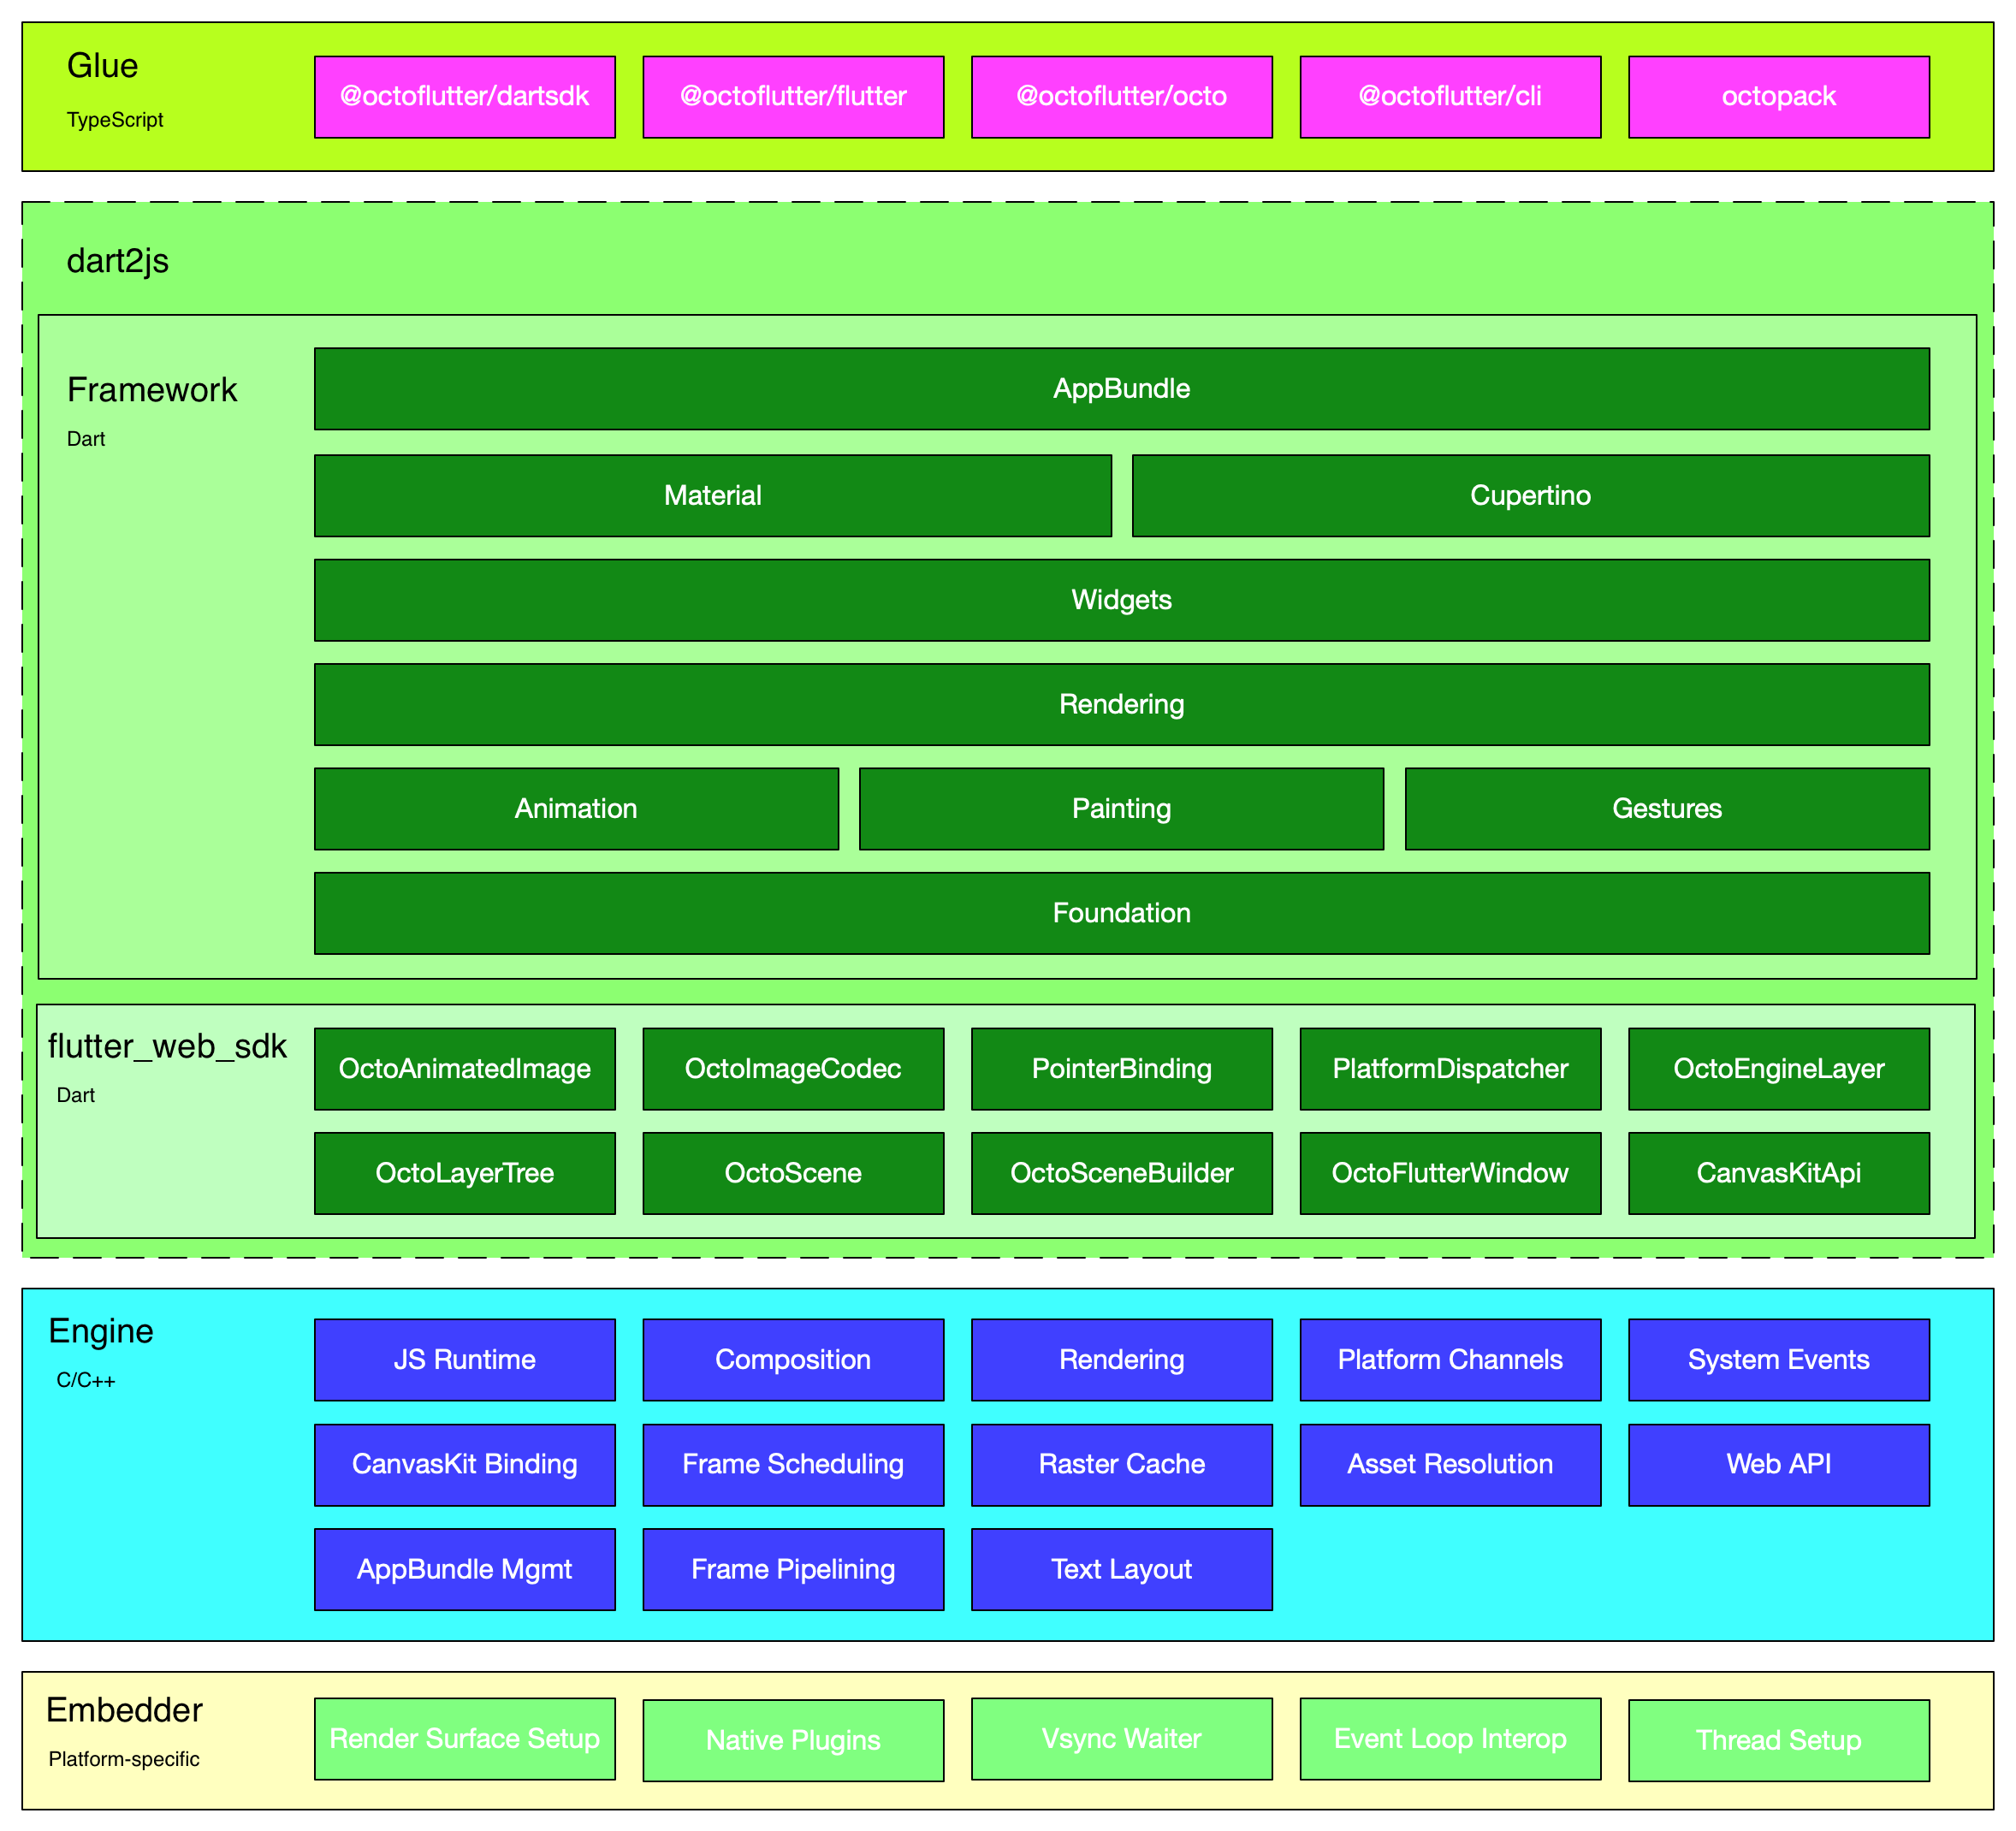 Glue
TypeScript
@octoflutter/dartsdk
@octoflutter/flutter
@octoflutter/octo
@octoflutter/cli
octopack
dart2js
Framework
Dart
AppBundle
Material
Cupertino
Widgets
Rendering
Animation
Painting
Gestures
Foundation
flutter_web_sdk
Dart
OctoAnimatedImage
OctoImageCodec
PointerBinding
PlatformDispatcher
OctoEngineLayer
OctoLayerTree
OctoScene
OctoSceneBuilder
OctoFlutterWindow
CanvasKitApi
Engine
C/C++
JS Runtime
Composition
Rendering
Platform Channels
System Events
CanvasKit Binding
Frame Scheduling
Raster Cache
Asset Resolution
Web API
AppBundle Mgmt
Frame Pipelining
Text Layout
Embedder
Platform-specific
Render Surface Setup
Native Plugins
Vsync Waiter
Event Loop Interop
Thread Setup